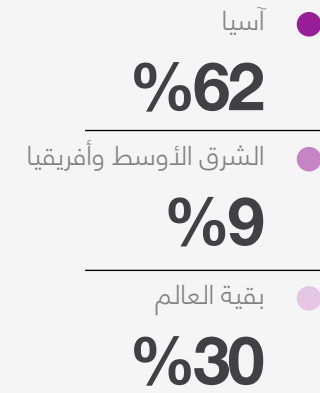 آسيا
%62
الشرق الأوسط وأفريقيا
%9
بقية العالم
%30